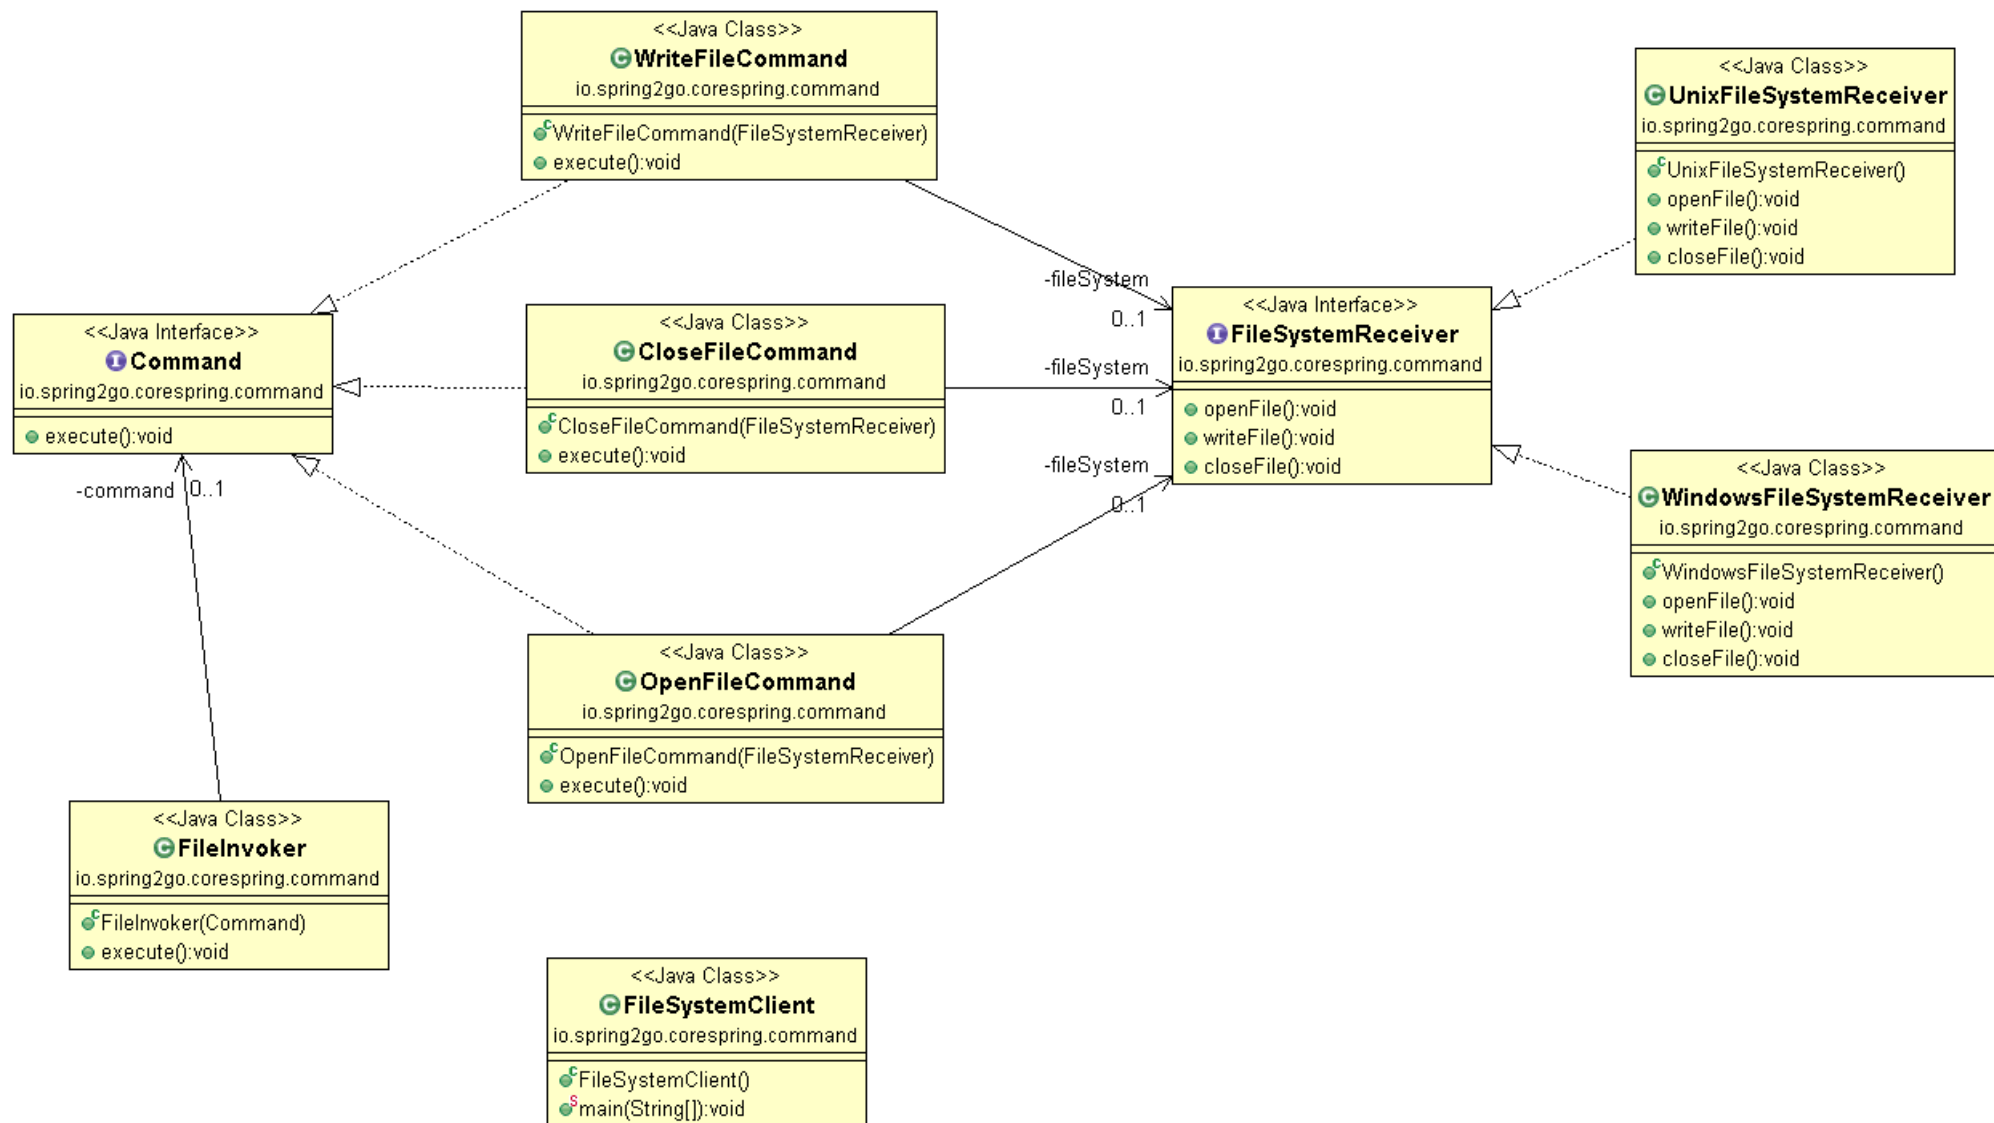 <<Java Class>>
WriteFileCommand
io.spring2go.corespring.command
WriteFileCommand(FileSystemReceiver)
execute():void
<<Java Class>>
UnixFileSystemReceiver
io.spring2go.corespring.command
UnixFileSystemReceiver()
openFile():void
writeFile():void
closeFile():void
<<Java Interface>>
Command
io.spring2go.corespring.command
execute():void
<<Java Class>>
CloseFileCommand
io.spring2go.corespring.command
CloseFileCommand(FileSystemReceiver)
execute():void
-fileSystem
0..1
-fileSystem
0..1
-fileSystem
0..1
<<Java Interface>>
FileSystemReceiver
io.spring2go.corespring.command
openFile():void
writeFile():void
closeFile():void
<<Java Class>>
WindowsFileSystemReceiver
io.spring2go.corespring.command
WindowsFileSystemReceiver()
openFile():void
writeFile():void
closeFile():void
-command 0..1
<<Java Class>>
OpenFileCommand
io.spring2go.corespring.command
OpenFileCommand(FileSystemReceiver)
execute():void
<<Java Class>>
FileInvoker
io.spring2go.corespring.command
FileInvoker(Command)
execute():void
<<Java Class>>
FileSystemClient
io.spring2go.corespring.command
FileSystemClient()
main(String[]):void